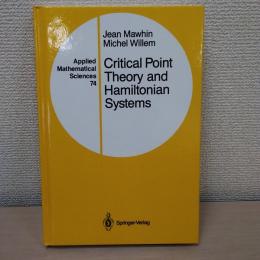 Jean Mawhin
Michel Willem
Applied
Mathematical
Sciences
74
Critical Point
Theory and
Hamiltonian
Systems
Springer-Verlag